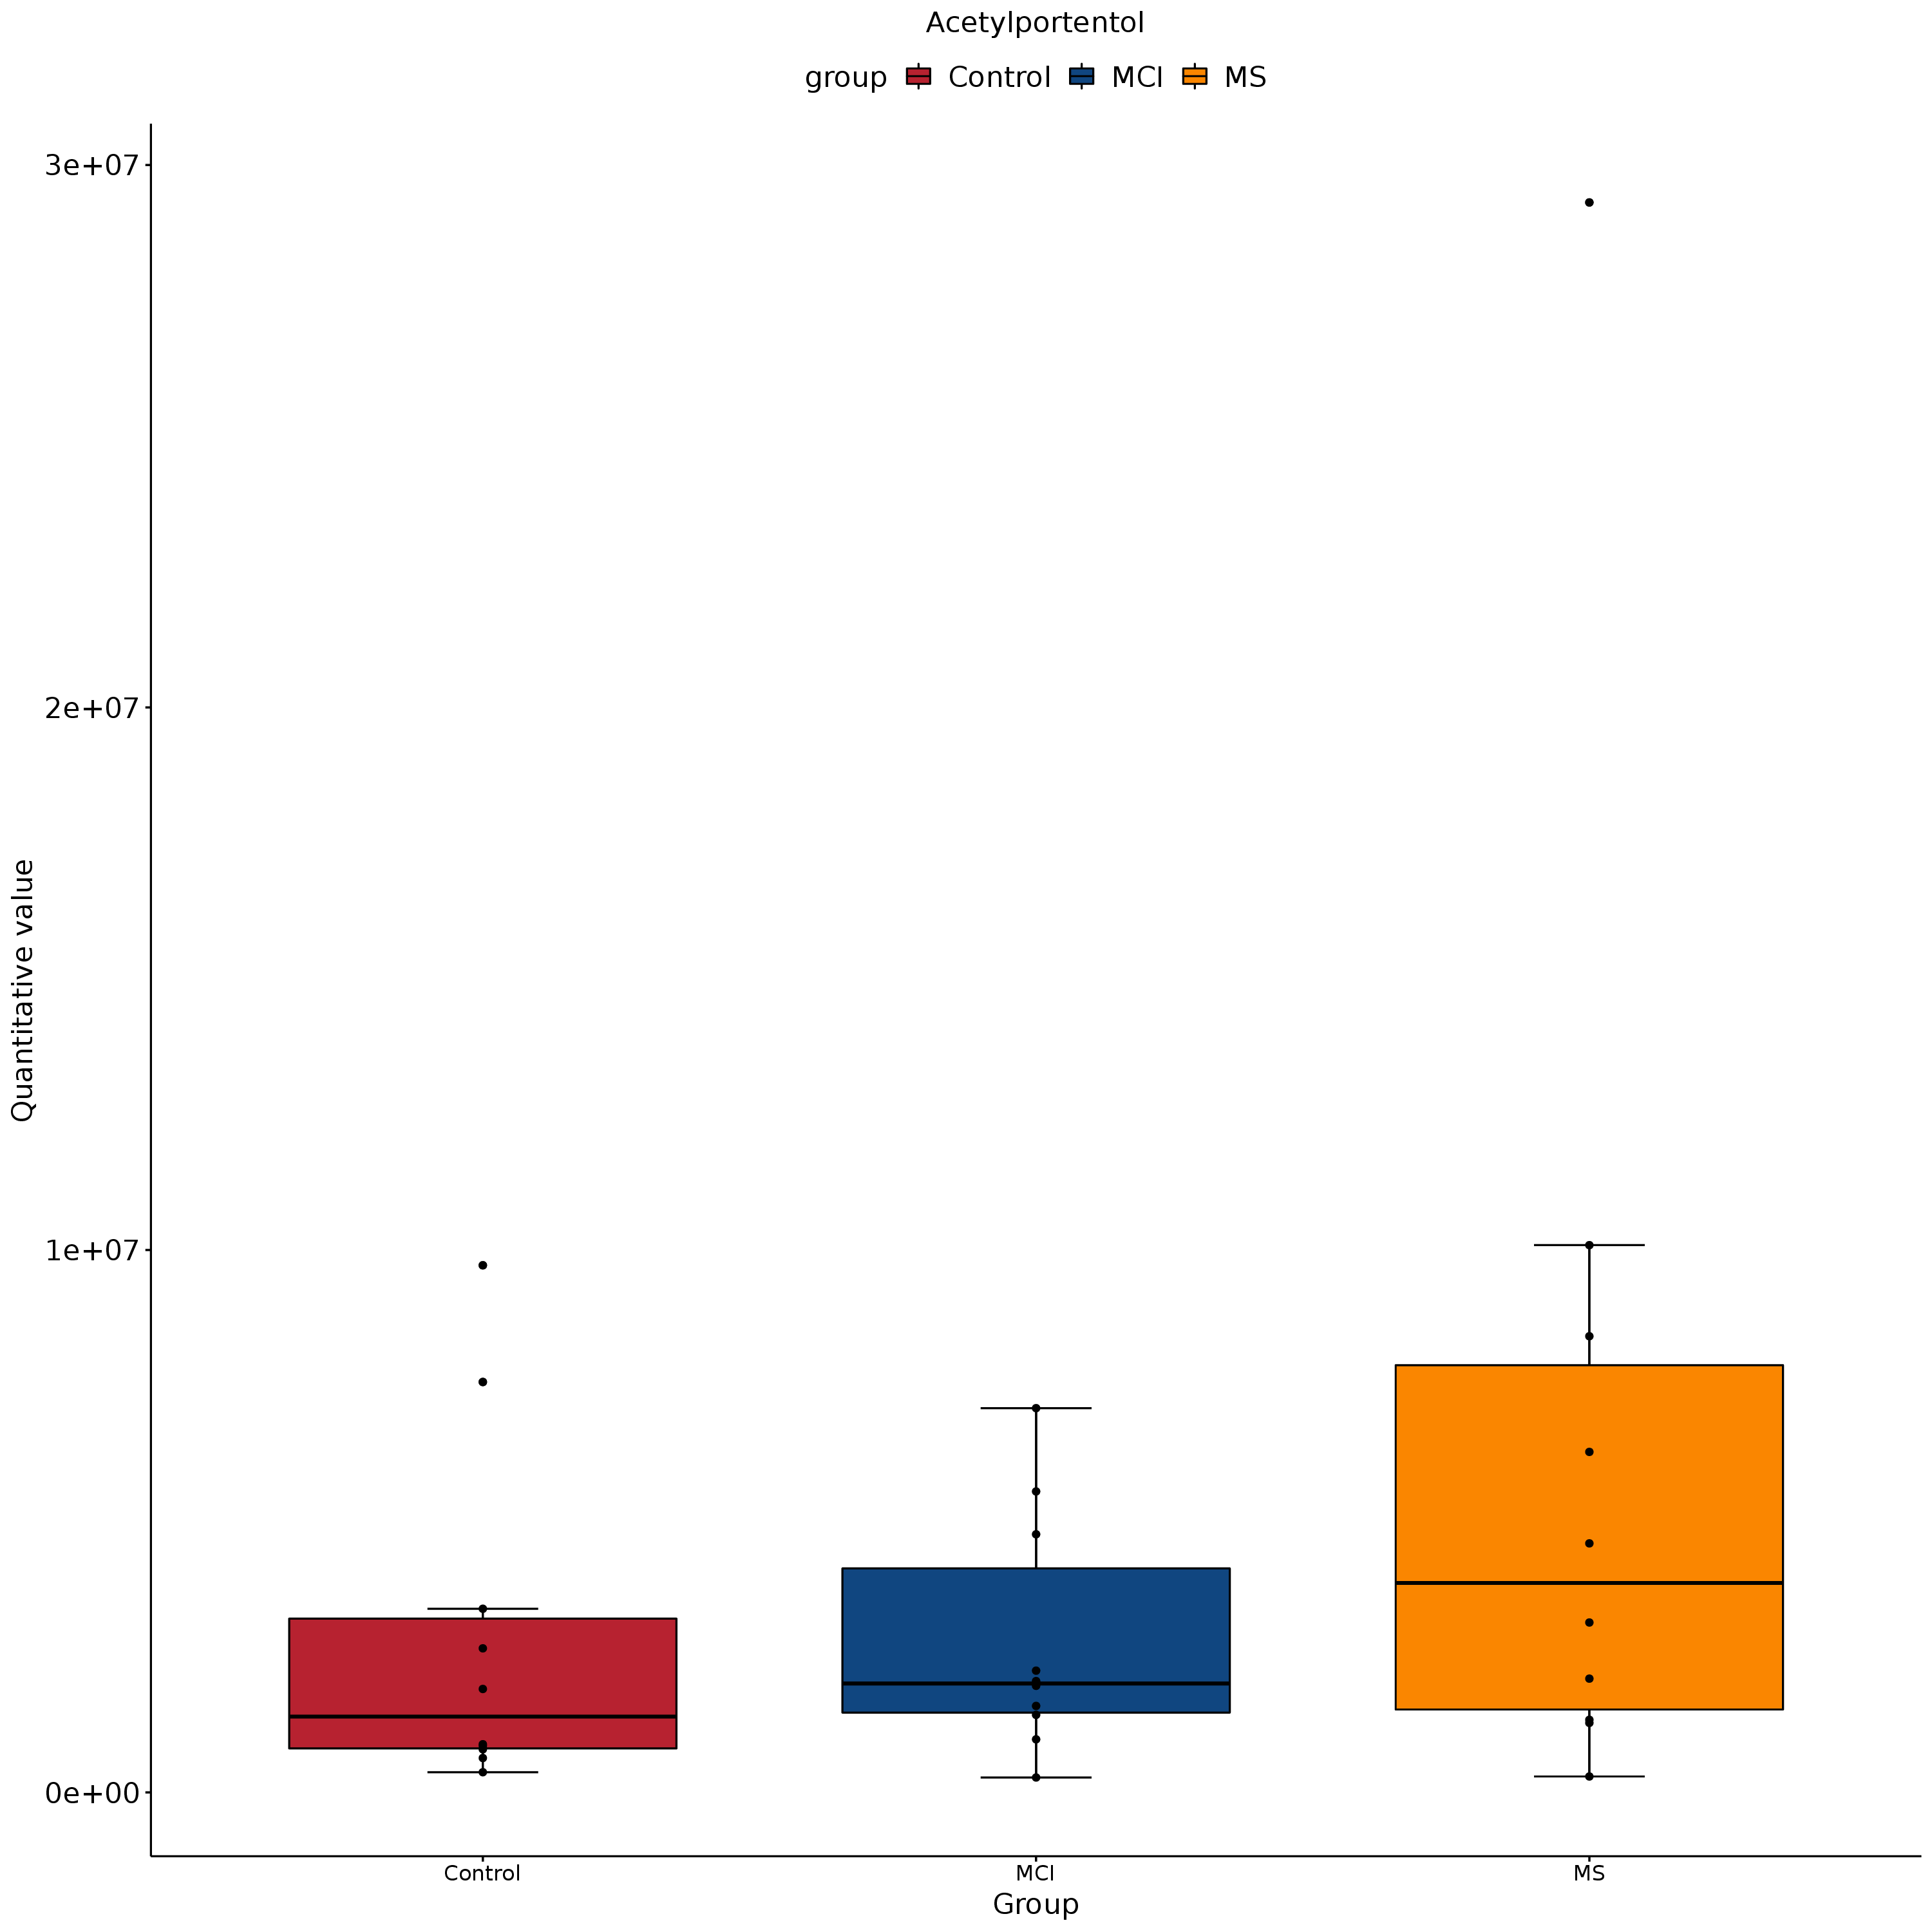 Acetylportentol
group Control MCI MS
3e+07
2e+07
1e+07
0e+00
Quantitative value
Control MCI MS
Group